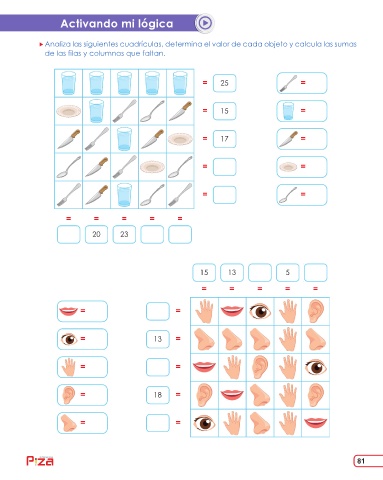 Activando mi lógica
Analiza las siguientes cuadrículas, determina el valor de cada objeto y calcula las sumas
de las filas y columnas que faltan.
= 25 =
= 15 =
= 17 =
= =
= =
= = = = =
20 23
15 13 5
= = = = =
= =
= 13 =
= =
= 18 =
= =
P:za 81